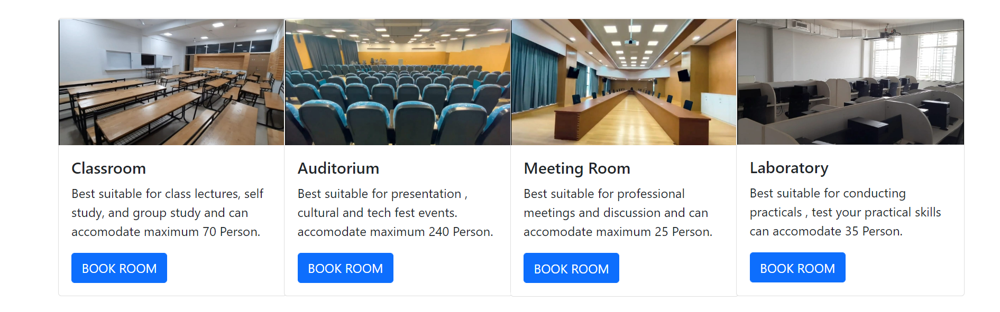 Classroom
Best suitable for class lectures, self
study, and group study and can
accomodate maximum 70 Person.
BOOK ROOM
Auditorium
Best suitable for presentation ,
cultural and tech fest events.
accomodate maximum 240 Person.
BOOK ROOM
Meeting Room
Best suitable for professional
meetings and discussion and can
accomodate maximum 25 Person.
BOOK ROOM
Laboratory
Best suitable for conducting
practicals , test your practical skills
can accomodate 35 Person.
BOOK ROOM